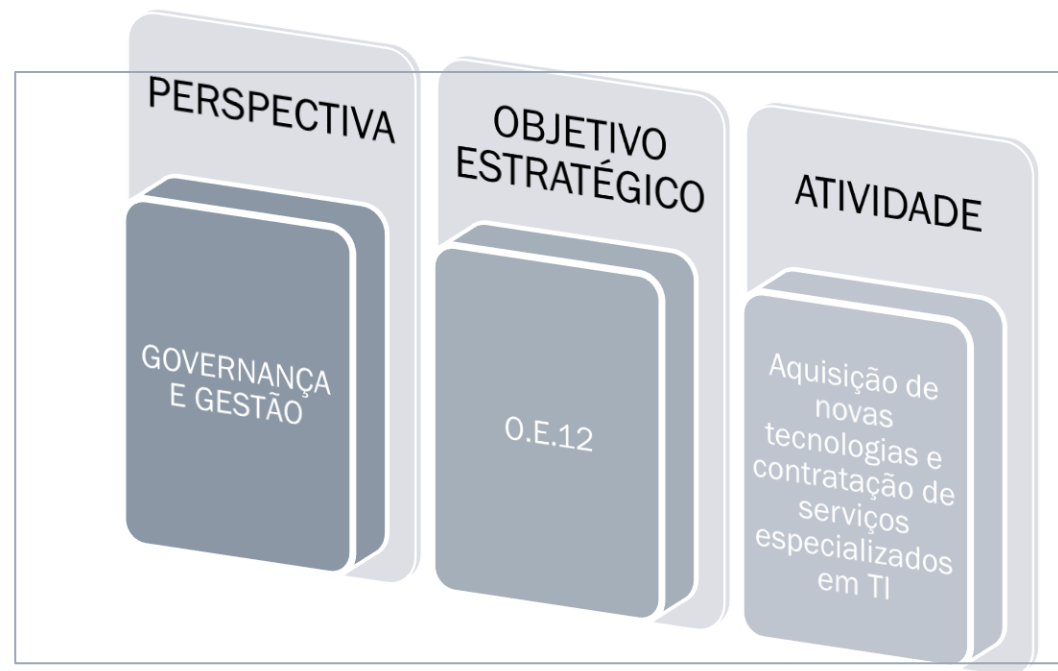 PERSPECTIVA
GOVERNANÇA
E GESTÃO
OBJETIVO
ESTRATÉGICO
O.E.12
ATIVIDADE
Aquisição de
novas
tecnologias e
contratação de
serviços
especializados
em TI